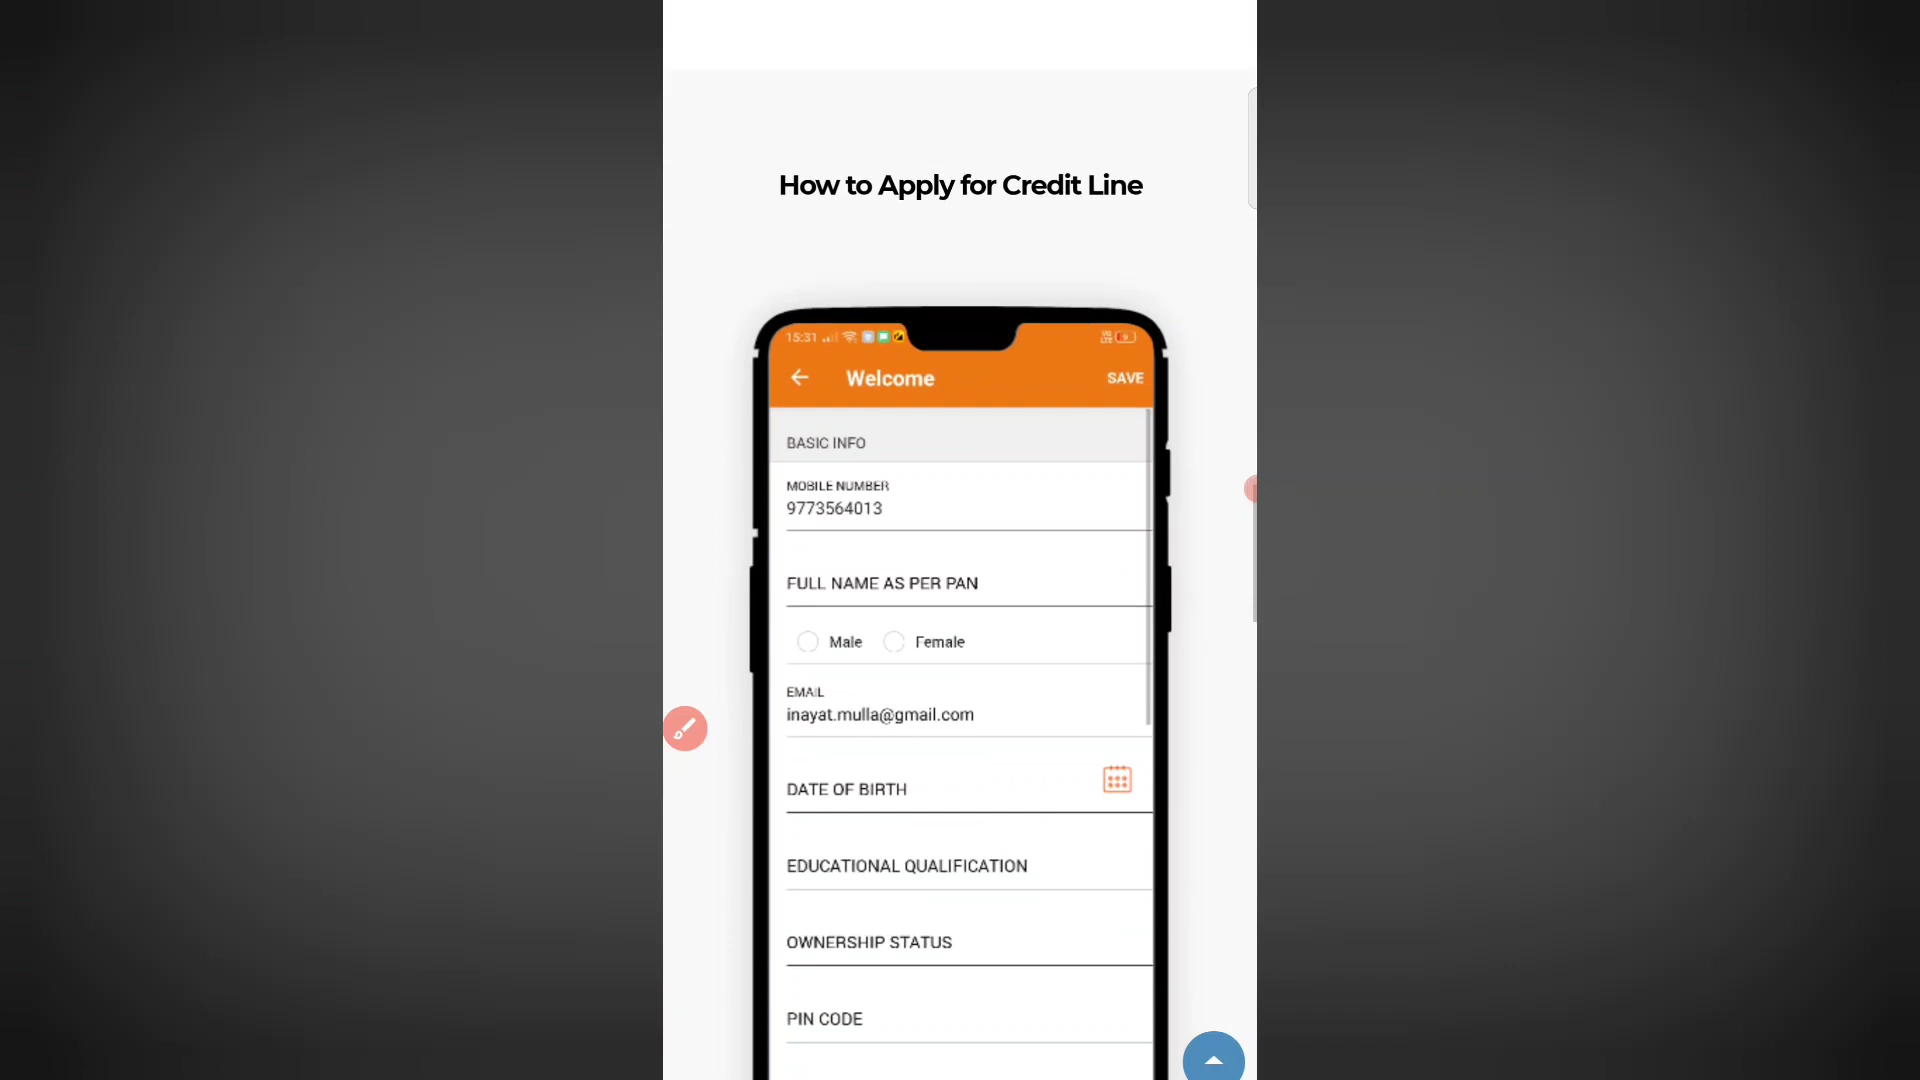 How to Apply for Credit Line
15:31
9
Welcome
SAVE
BASIC INFO
MOBILE NUMBER
9773564013
FULL NAME AS PER PAN
Male Female
EMAIL
inayat.mulla@gmail.com
DATE OF BIRTH
EDUCATIONAL QUALIFICATION
OWNERSHIP STATUS
PIN CODE